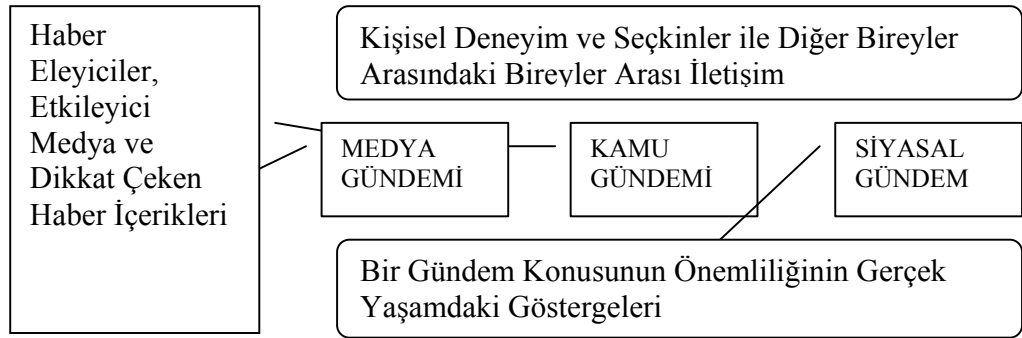 Haber
Eleyiciler,
Etkileyici
Medya ve
Dikkat Çeken
Haber İçerikleri
Kişisel Deneyim ve Seçkinler ile Diğer Bireyler
Arasındaki Bireyler Arası İletişim
MEDYA
GÜNDEMİ
KAMU
GÜNDEMİ
SİYASAL
GÜNDEM
Bir Gündem Konusunun Önemliliğinin Gerçek
Yaşamdaki Göstergeleri